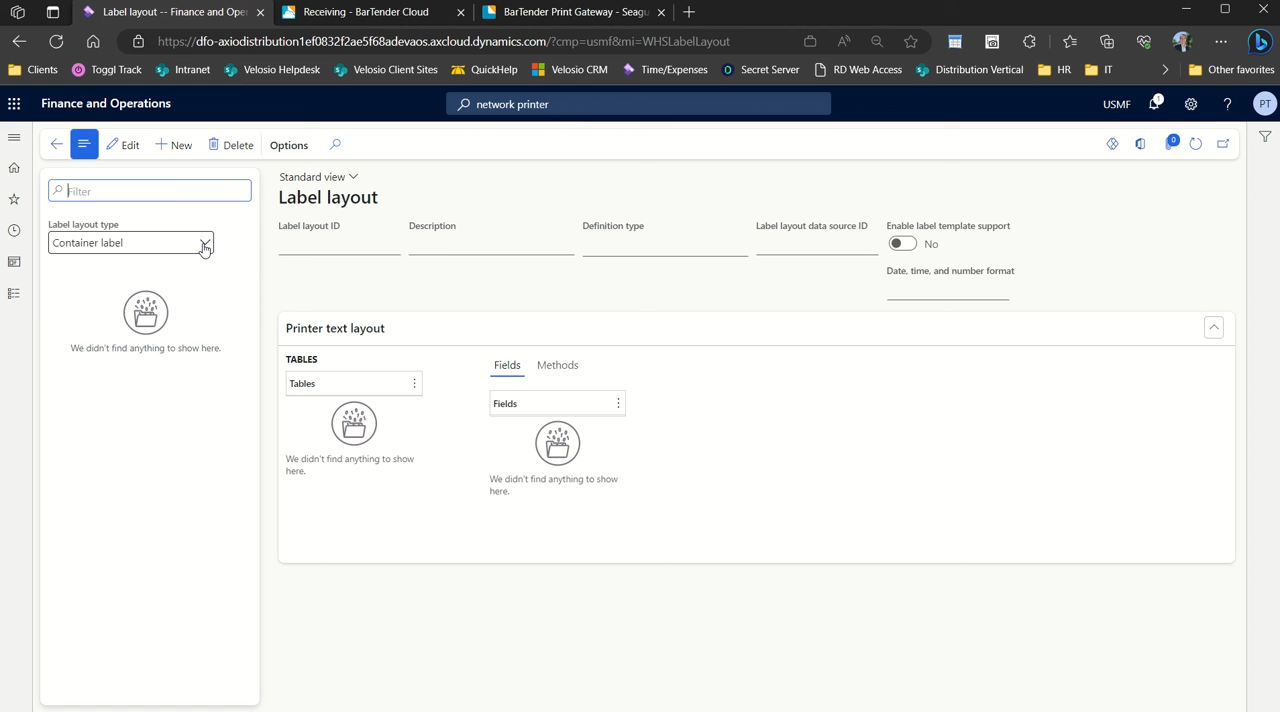 Label layout -- Finance and Oper
Receiving - BarTender Cloud
BarTender Print Gateway - Seagu
https://dfo-axiodistribution1ef0832f2ae5f68adevaos.axcloud.dynamics.com/?cmp=usmf&mi=WHSLabelLayout
Clients
Toggl Track
Intranet
Velosio Helpdesk
Velosio Client Sites
QuickHelp
Velosio CRM
Time/Expenses
Secret Server
RD Web Access
Distribution Vertical
HR
IT
Other favorites
Finance and Operations
network printer
USMF
1
?
PT
Edit
New
Delete
Options
0
Filter
Label layout type
Container label
We didn't find anything to show here.
Standard view
Label layout
Label layout ID
Description
Definition type
Label layout data source ID
Enable label template support
No
Date, time, and number format
Printer text layout
TABLES
Tables
We didn't find anything to show
here.
Fields
Methods
Fields
We didn't find anything to show
here.